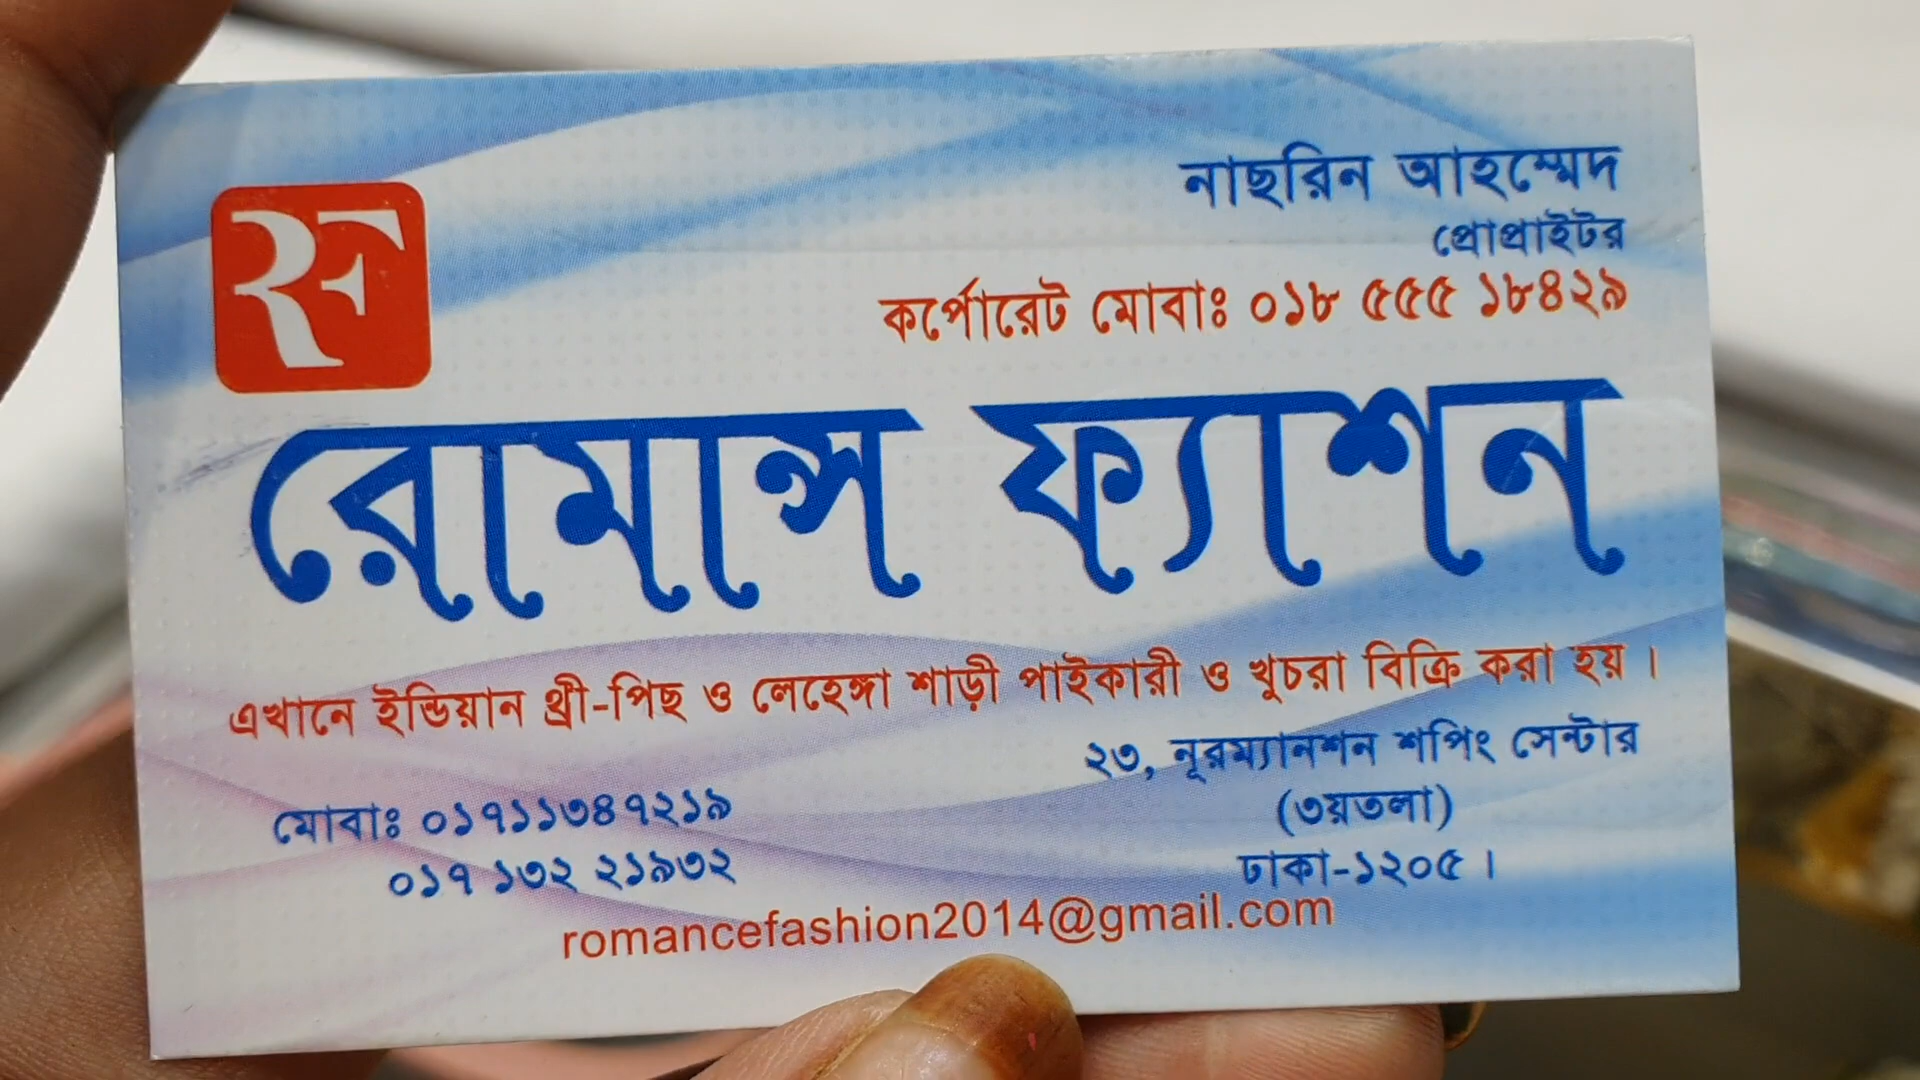 RF
নাছরিন আহম্মেদ
প্রোপ্রাইটর
কর্পোরেট মোবাঃ ০১৮ ৫৫৫ ১৮৪২৯
রোমান্স ফ্যাশন
এখানে ইন্ডিয়ান থ্রী-পিছ ও লেহেঙ্গা শাড়ী পাইকারী ও খুচরা বিক্রি করা হয় ।
মোবাঃ ০১৭১১৩৪৭২১৯
০১৭ ১৩২ ২১৯৩২
২৩, নূরম্যানশন শপিং সেন্টার
(৩য়তলা)
ঢাকা-১২০৫ ।
romancefashion2014@gmail.com